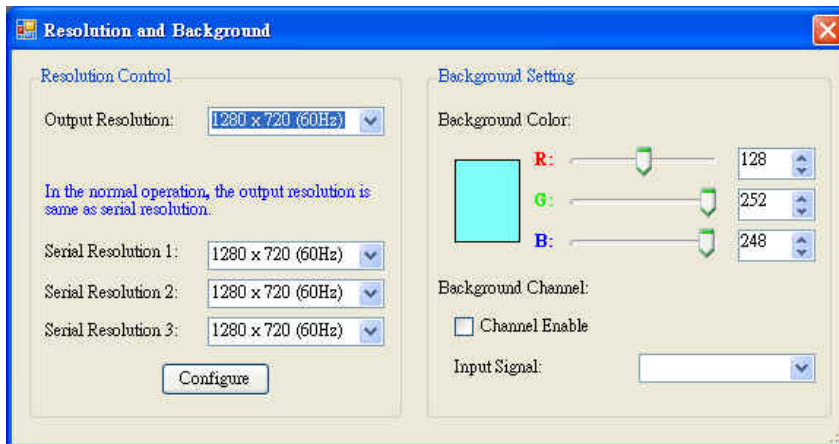 Resolution and Background
Resolution Control
Output Resolution:
1280 x 720 (60Hz)
In the normal operation, the output resolution is
same as serial resolution.
Serial Resolution 1:
1280 x 720 (60Hz)
Serial Resolution 2:
1280 x 720 (60Hz)
Serial Resolution 3:
1280 x 720 (60Hz)
Configure
Background Setting
Background Color:
R:
128
G:
252
B:
248
Background Channel:
Channel Enable
Input Signal: